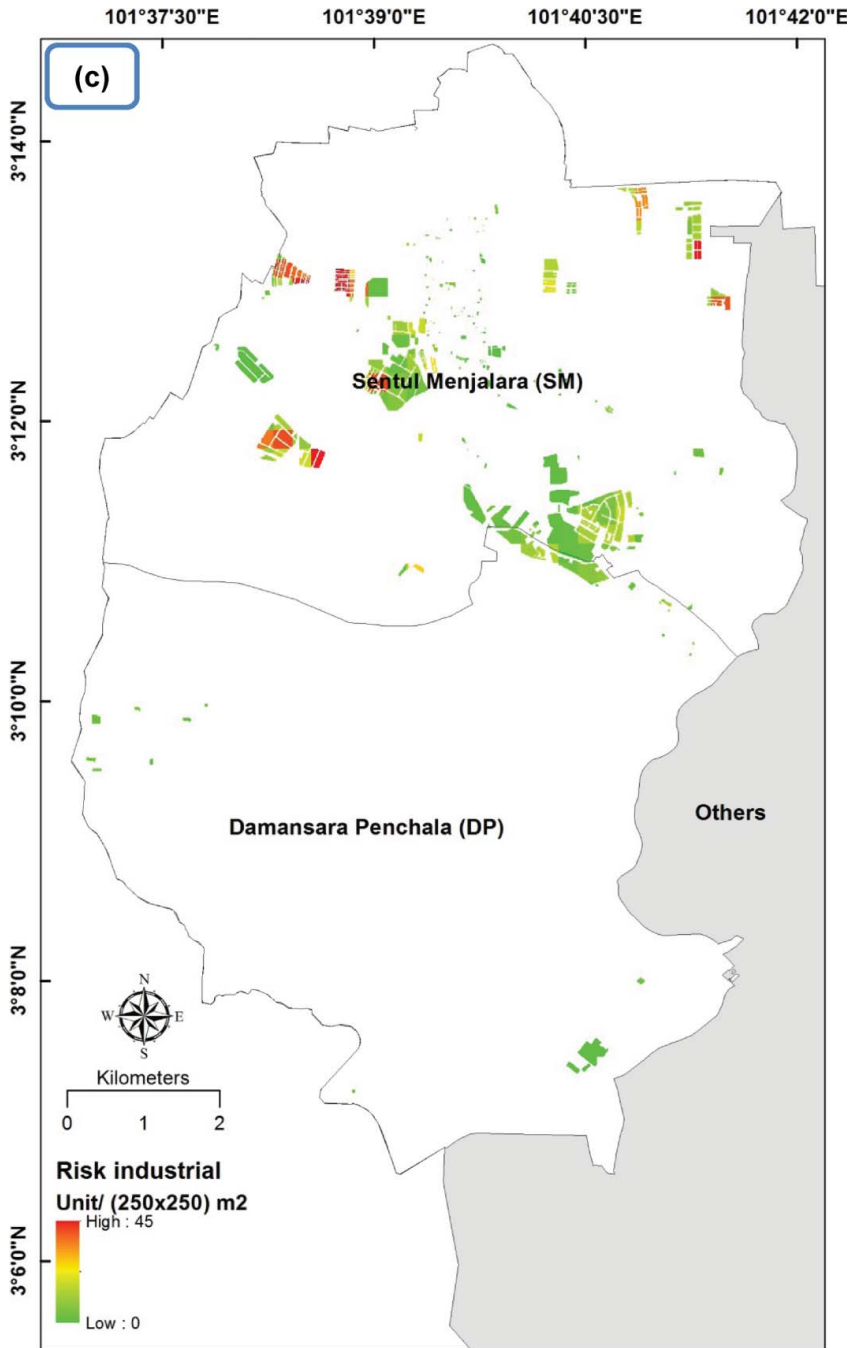 101°37'30"E
101°39'0"E
101°40'30"E
101°42'0"E
(c)
3°14'0"N
3°12'0"N
3°10'0"N
3°8'0"N
3°6'0"N
Sentul Menjalara (SM)
Damansara Penchala (DP)
Others
N
W
E
S
Kilometers
0 1 2
Risk industrial
Unit/ (250x250) m2
High : 45
Low : 0